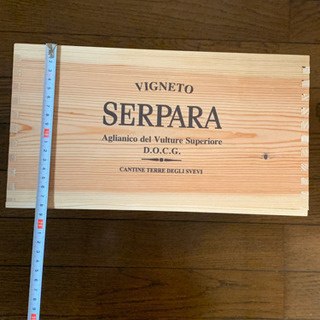 VIGNETO
SERPARA
Aglianico del Vulture Superiore
D.O.C.G.
CANTINE TERRE DEGLI SVEVI